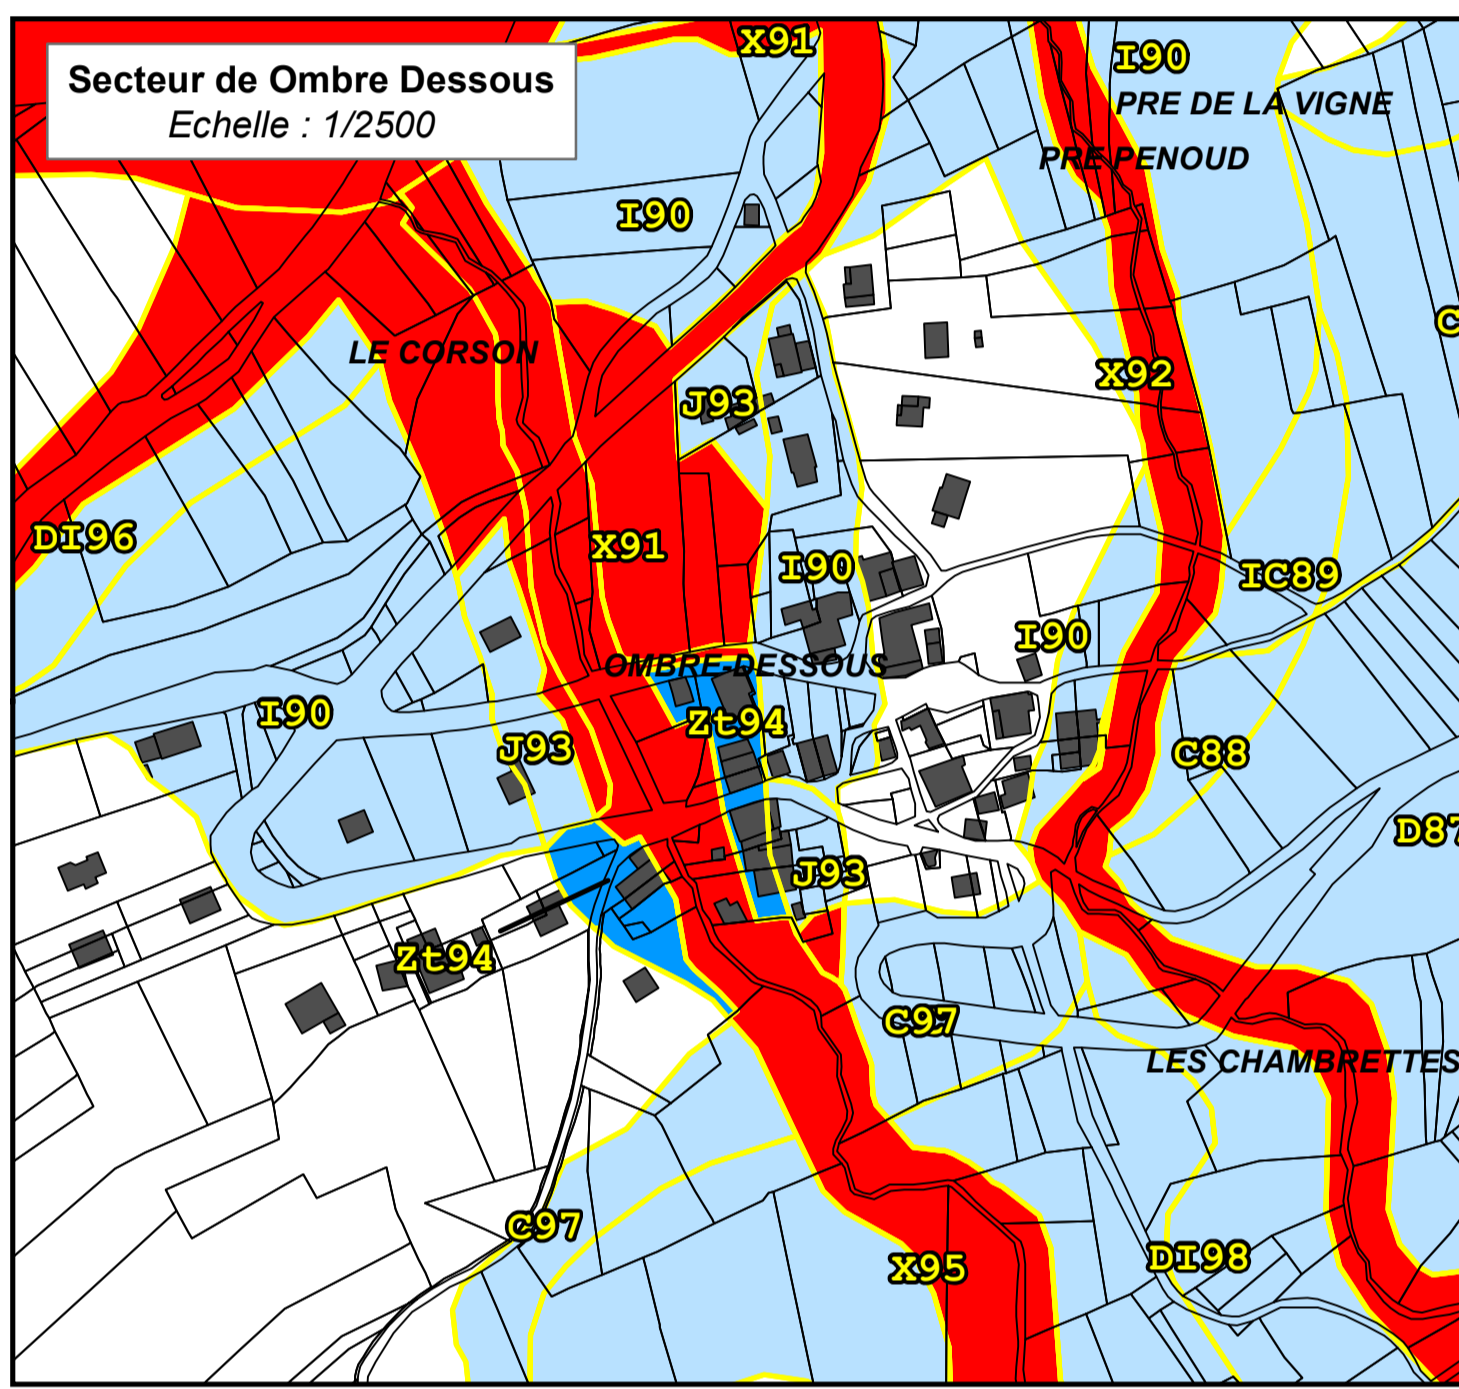 Secteur de Ombre Dessous
Echelle : 1/2500
X91
I90
PRE DE LA VIGNE
PRE PENOUD
I90
C
LE CORSON
X92
J93
DI96
X91
I90
IC89
I90
OMBRE-DESSOUS
I90
Zt94
J93
C88
D87
J93
Zt94
C97
LES CHAMBRETTES
C97
DI98
X95